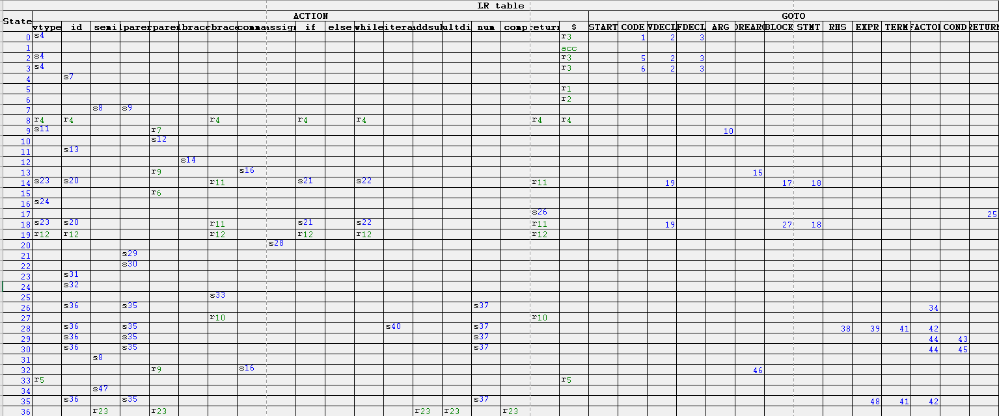 LR table
ACTION GOTO
State vtype id semi lparen rparen lbrace rbrace comma assign if else while literal addsub multdiv num comp return $ START CODE VDECL FDECL ARG MOREARG BLOCK STMT RHS EXPR TERM FACTOR COND RETURN
0 s4 r3 1 2 3
1 acc
2 s4 r3 5 2 3
3 s4 r3 6 2 3
4 s7
5 r1
6 r2
7 s8 s9
8 r4 r4 r4 r4 r4 r4 r4
9 s11 r7 10
10 s12
11 s13
12 s14
13 r9 s16 15
14 s23 s20 r11 s21 s22 r11 19 17 18
15 r6
16 s24
17 s26 25
18 s23 s20 r11 s21 s22 r11 19 27 18
19 r12 r12 r12 r12 r12 r12
20 s28
21 s29
22 s30
23 s31
24 s32
25 s33
26 s36 s35 s37 34
27 r10 r10
28 s36 s35 s40 s37 38 39 41 42
29 s36 s35 s37 44 43
30 s36 s35 s37 44 45
31 s8
32 r9 s16 46
33 r5 r5
34 s47
35 s36 s35 s37 48 41 42
36 r23 r23 r23 r23 r23